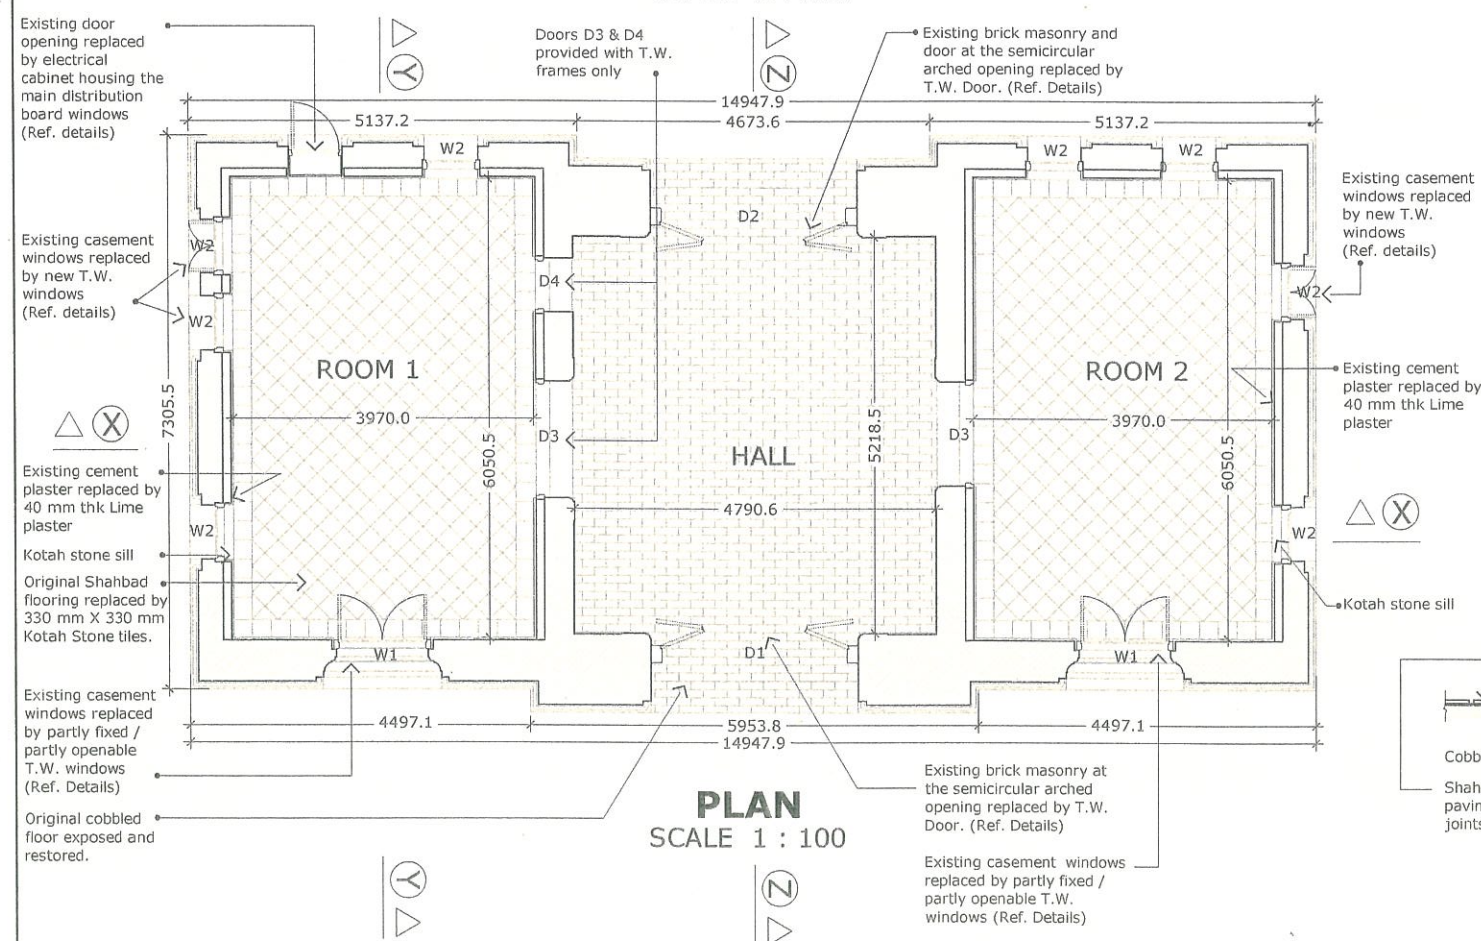 Existing door
opening replaced
by electrical
cabinet housing the
main distribution
board windows
(Ref. details)
Y
Doors D3 & D4
provided with T.W.
frames only
Z
Existing brick masonry and
door at the semicircular
arched opening replaced by
T.W. Door. (Ref. Details)
14947.9
5137.2
4673.6
5137.2
W2
W2
W2
Existing casement
windows replaced
by new T.W.
windows
(Ref. details)
D2
Existing casement
windows replaced
by new T.W.
windows
(Ref. details)
W2
D4
W2
W2
ROOM 1
ROOM 2
Existing cement
plaster replaced by
40 mm thk Lime
plaster
7305.5
X
3970.0
6050.5
D3
HALL
5218.5
D3
3970.0
6050.5
Existing cement
plaster replaced by
40 mm thk Lime
plaster
4790.6
X
W2
W2
Kotah stone sill
Original Shahbad
flooring replaced by
330 mm X 330 mm
Kotah Stone tiles.
Kotah stone sill
W1
D1
W1
Existing casement
windows replaced
by partly fixed /
partly openable
T.W. windows
(Ref. Details)
4497.1
5953.8
4497.1
14947.9
Original cobbled
floor exposed and
restored.
PLAN
SCALE 1 : 100
Existing brick masonry at
the semicircular arched
opening replaced by T.W.
Door. (Ref. Details)
Existing casement windows
replaced by partly fixed /
partly openable T.W.
windows (Ref. Details)
Y
Z
Cobb
Shah
pavin
joints